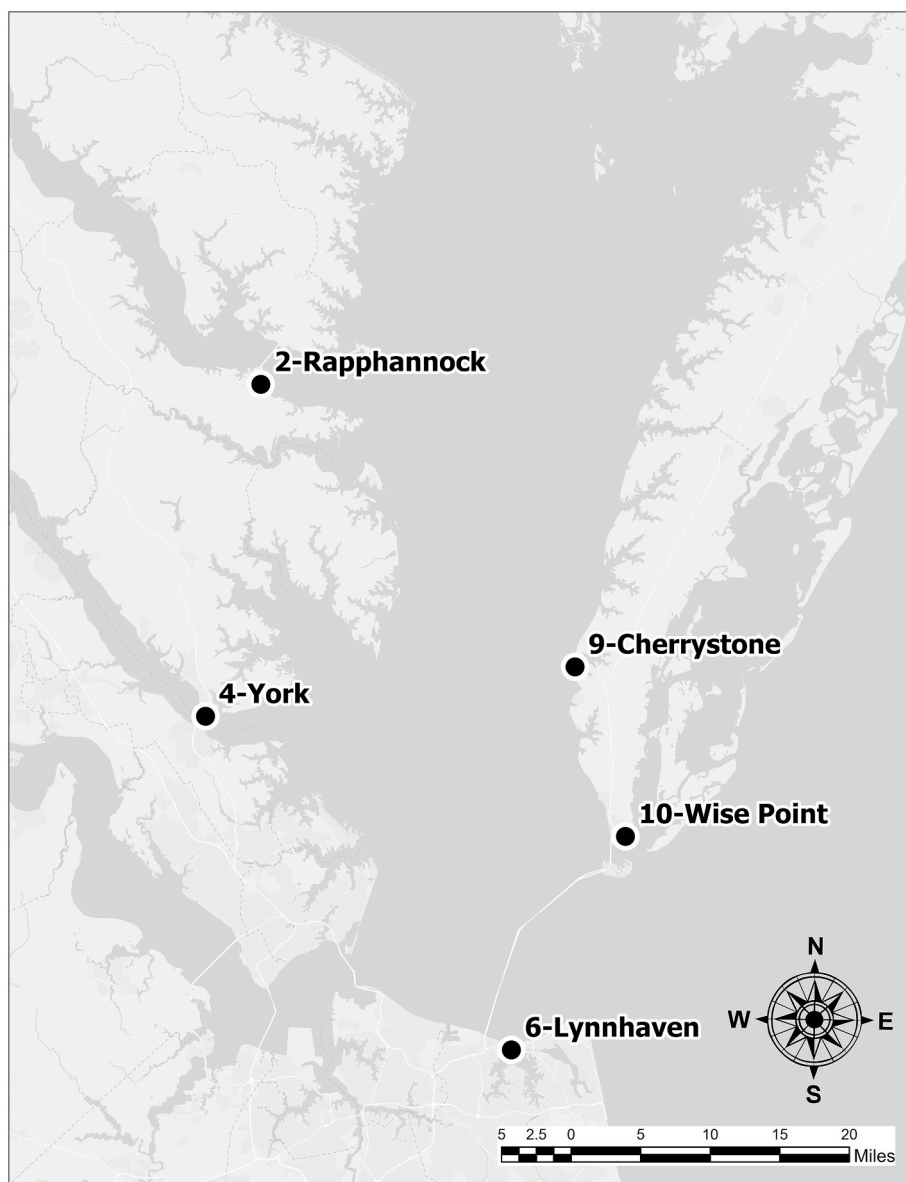 2-Rapphannock
9-Cherrystone
4-York
10-Wise Point
N
W E
S
6-Lynnhaven
5 2.5 0 5 10 15 20
Miles